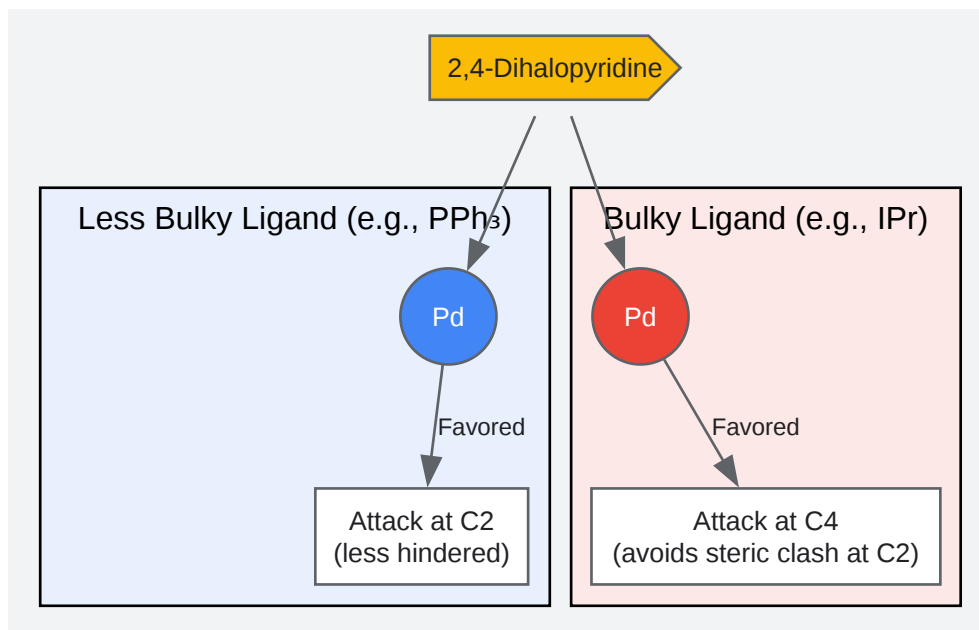 2,4-Dihalopyridine
Less Bulky Ligand (e.g., PPh₃)
Bulky Ligand (e.g., IPr)
Pd
Pd
Favored
Favored
Attack at C2
(less hindered)
Attack at C4
(avoids steric clash at C2)